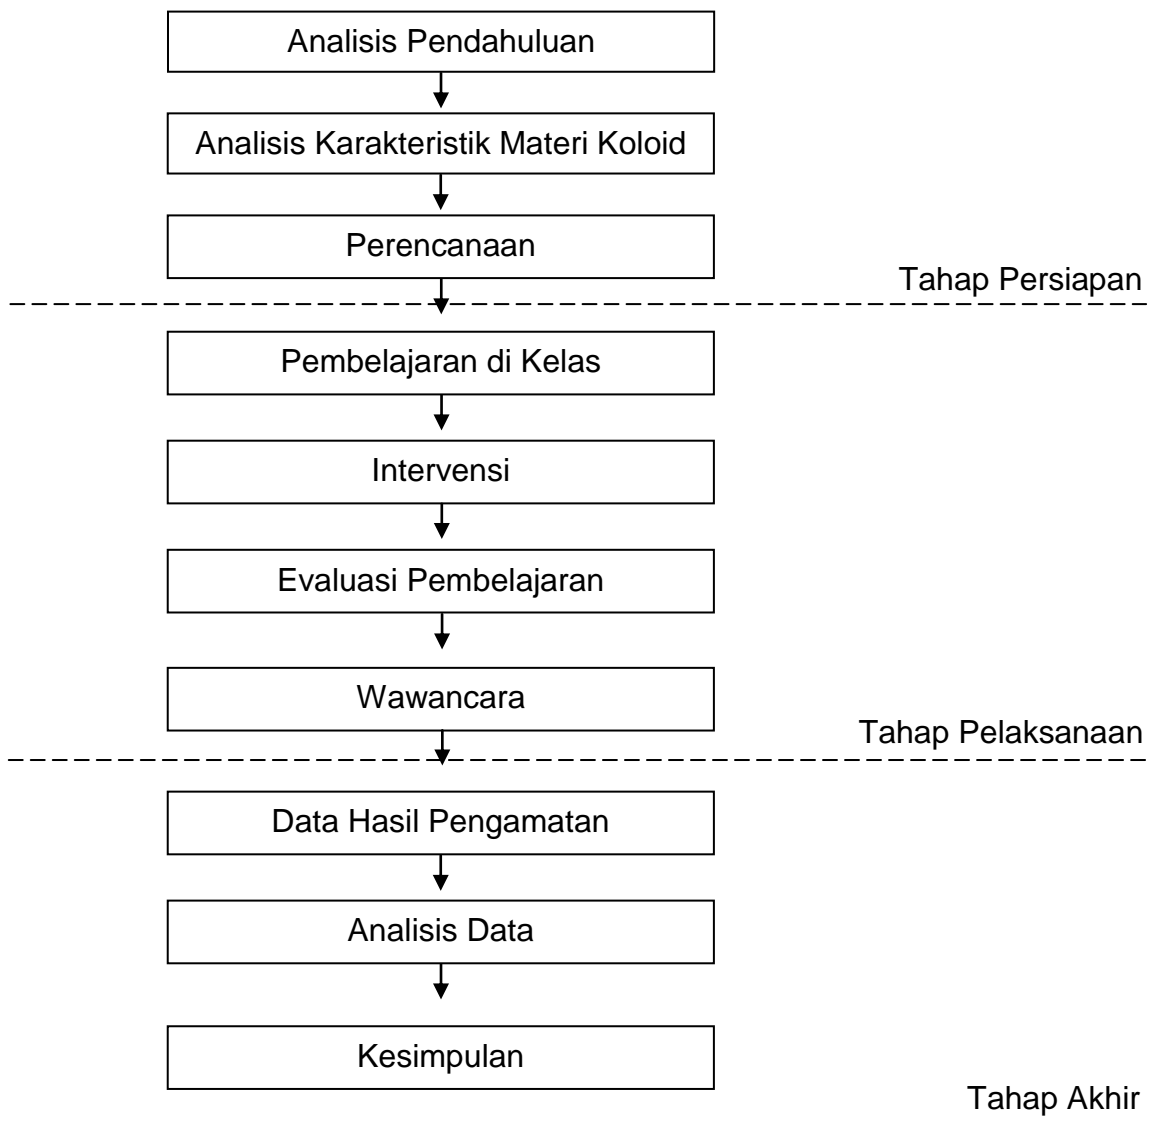 Analisis Pendahuluan
Analisis Karakteristik Materi Koloid
Perencanaan
Tahap Persiapan
Pembelajaran di Kelas
Intervensi
Evaluasi Pembelajaran
Wawancara
Tahap Pelaksanaan
Data Hasil Pengamatan
Analisis Data
Kesimpulan
Tahap Akhir